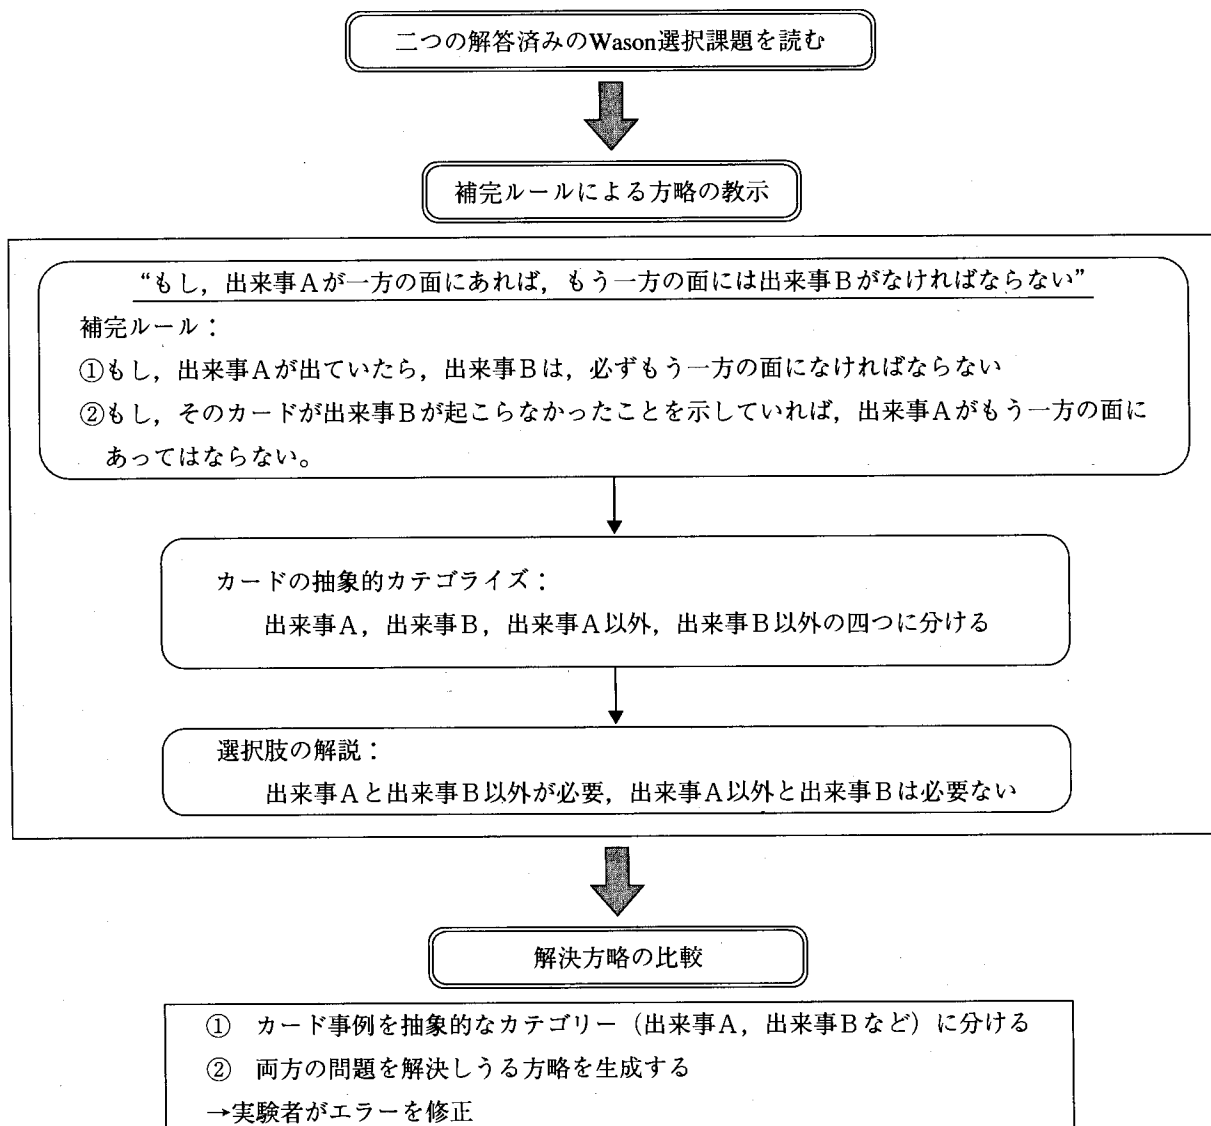 二つの解答済みのWason選択課題を読む
補完ルールによる方略の教示
“もし，出来事Aが一方の面にあれば，もう一方の面には出来事Bがなければならない”
補完ルール：
①もし，出来事Aが出ていたら，出来事Bは，必ずもう一方の面になければならない
②もし，そのカードが出来事Bが起こらなかったことを示していれば，出来事Aがもう一方の面に
あってはならない。
カードの抽象的カテゴライズ：
出来事A，出来事B，出来事A以外，出来事B以外の四つに分ける
選択肢の解説：
出来事Aと出来事B以外が必要，出来事A以外と出来事Bは必要ない
解決方略の比較
①　カード事例を抽象的なカテゴリー（出来事A，出来事Bなど）に分ける
②　両方の問題を解決しうる方略を生成する
→実験者がエラーを修正